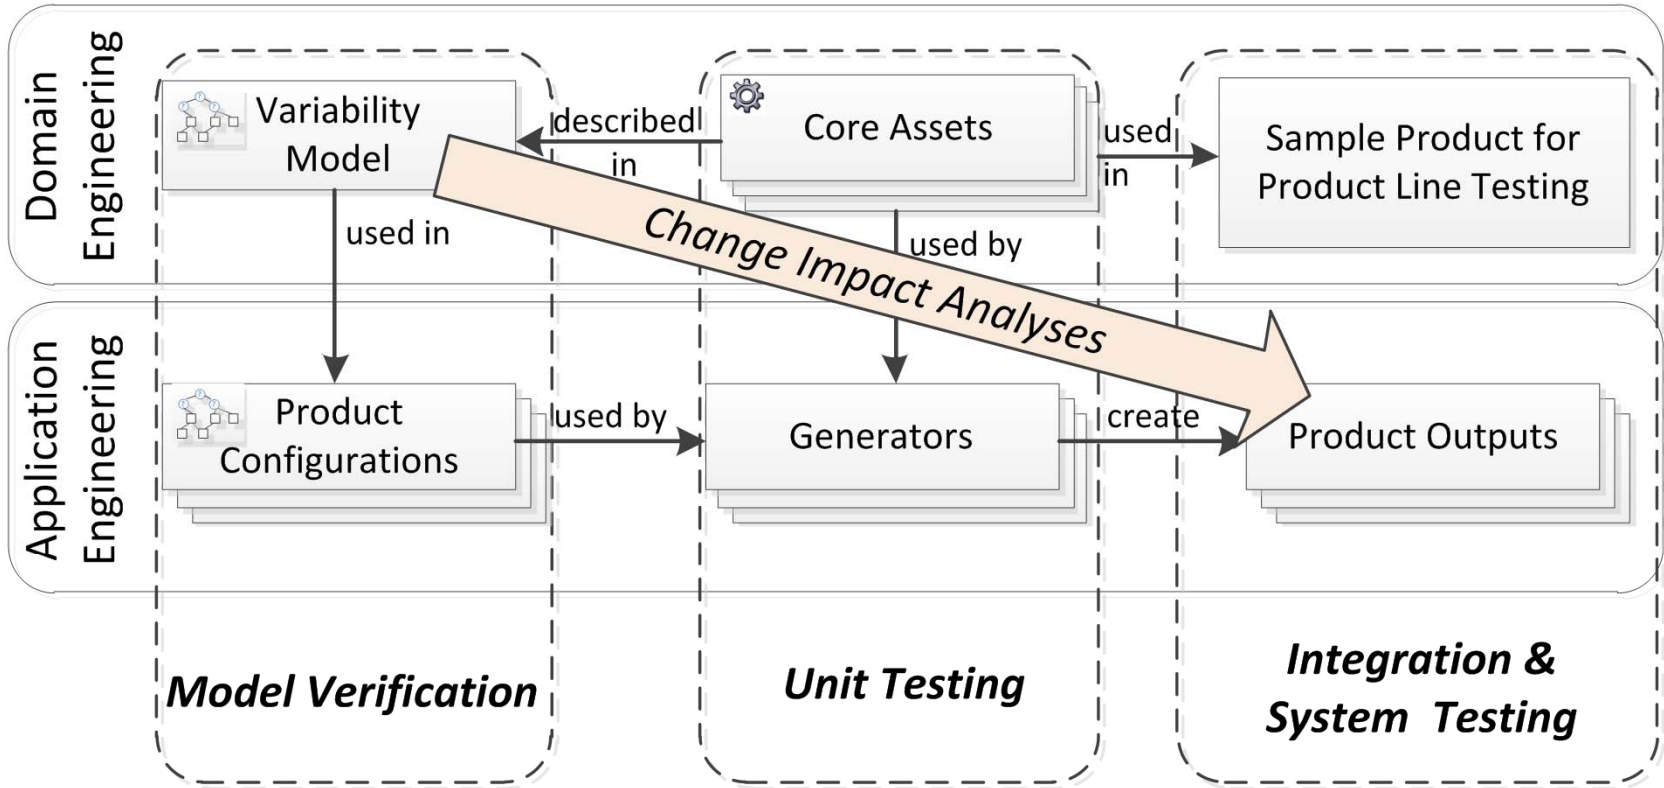 Domain
Engineering
Variability
Model
described
in
Core Assets
used
in
Sample Product for
Product Line Testing
used in
used by
Change Impact Analyses
Application
Engineering
Product
Configurations
used by
Generators
create
Product Outputs
Model Verification
Unit Testing
Integration &
System Testing